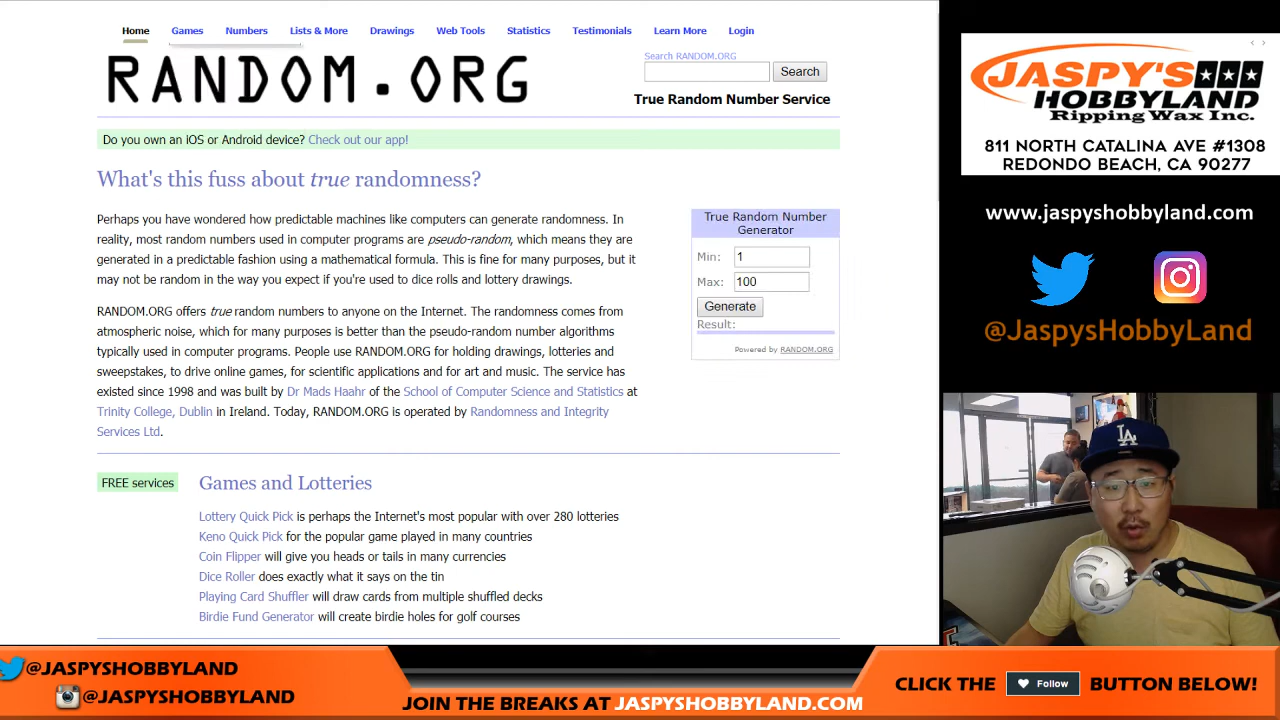 Home Games Numbers Lists & More Drawings Web Tools Statistics Testimonials Learn More Login
RANDOM.ORG
Search RANDOM.ORG
Search
True Random Number Service
Do you own an iOS or Android device? Check out our app!
What's this fuss about true randomness?
Perhaps you have wondered how predictable machines like computers can generate randomness. In
reality, most random numbers used in computer programs are pseudo-random, which means they are
generated in a predictable fashion using a mathematical formula. This is fine for many purposes, but it
may not be random in the way you expect if you're used to dice rolls and lottery drawings.
RANDOM.ORG offers true random numbers to anyone on the Internet. The randomness comes from
atmospheric noise, which for many purposes is better than the pseudo-random number algorithms
typically used in computer programs. People use RANDOM.ORG for holding drawings, lotteries and
sweepstakes, to drive online games, for scientific applications and for art and music. The service has
existed since 1998 and was built by Dr Mads Haahr of the School of Computer Science and Statistics at
Trinity College, Dublin in Ireland. Today, RANDOM.ORG is operated by Randomness and Integrity
Services Ltd.
True Random Number
Generator
Min: 1
Max: 100
Generate
Result:
Powered by RANDOM.ORG
FREE services
Games and Lotteries
Lottery Quick Pick is perhaps the Internet's most popular with over 280 lotteries
Keno Quick Pick for the popular game played in many countries
Coin Flipper will give you heads or tails in many currencies
Dice Roller does exactly what it says on the tin
Playing Card Shuffler will draw cards from multiple shuffled decks
Birdie Fund Generator will create birdie holes for golf courses
JASPY'S
HOBBYLAND
Ripping Wax Inc.
811 NORTH CATALINA AVE #1308
REDONDO BEACH, CA 90277
www.jaspyshobbyland.com
@JaspysHobbyLand
LA
@JASPYSHOBBYLAND
@JASPYSHOBBYLAND
JOIN THE BREAKS AT JASPYSHOBBYLAND.COM
CLICK THE Follow BUTTON BELOW!